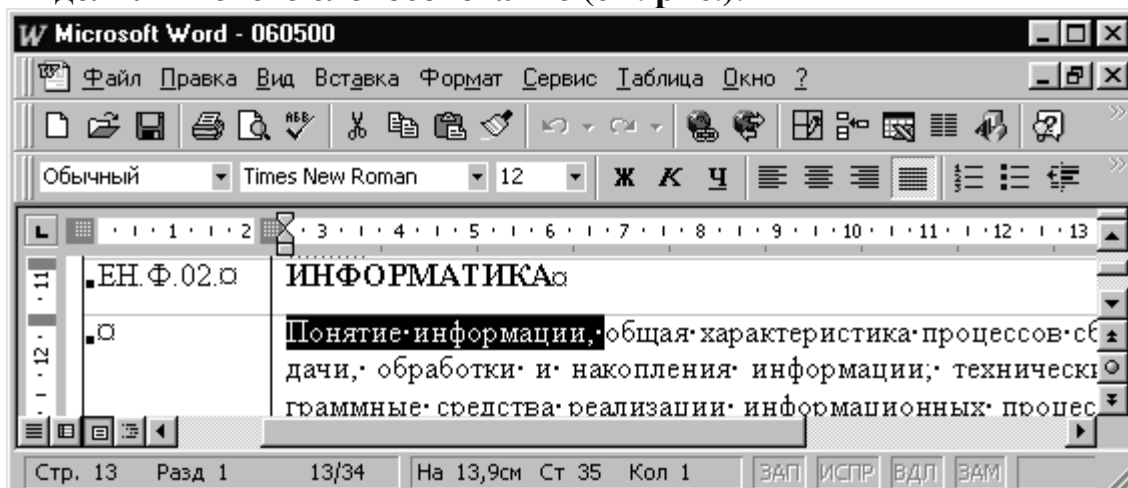 Microsoft Word - 060500
Файл Правка Вид Вставка Формат Сервис Таблица Окно ?
Обычный Times New Roman 12 Ж К Ч
1 2 3 4 5 6 7 8 9 10 11 12 13
11 ЕН.Ф.02.¤ ИНФОРМАТИКА¤
12 ¤ Понятие·информации,·общая·характеристика·процессов·сб
дачи,· обработки· и· накопления· информации;· технически
граммные· средства· реализации· информационных· процес
Стр. 13 Разд 1 13/34 На 13,9см Ст 35 Кол 1 ЗАП ИСПР ВДЛ ЗАМ